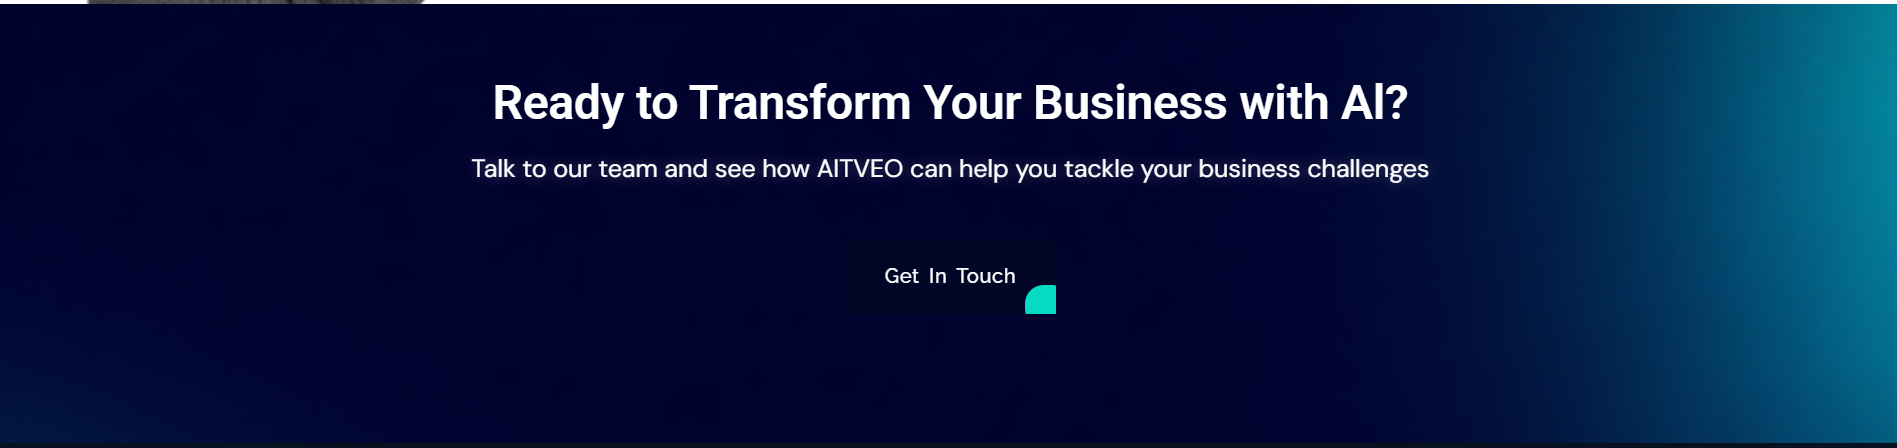 Ready to Transform Your Business with Al?
Talk to our team and see how AITVEO can help you tackle your business challenges
Get In Touch